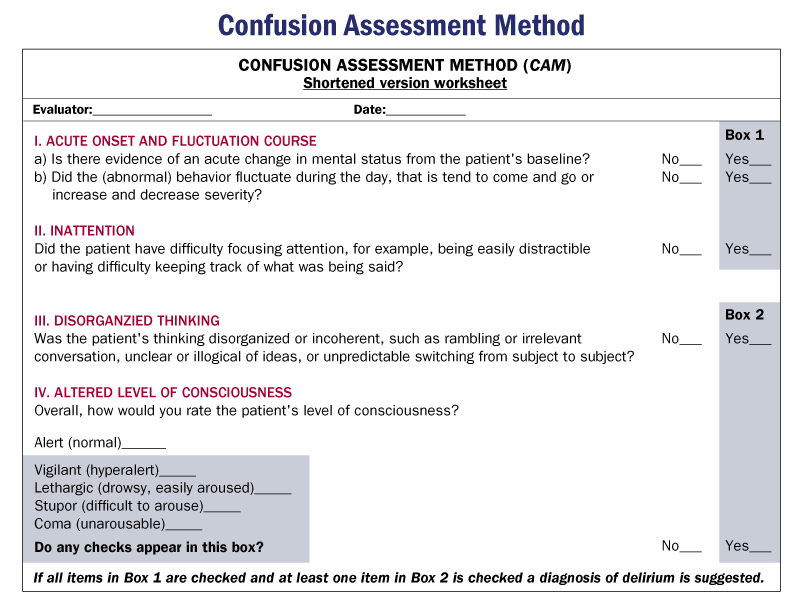 Confusion Assessment Method
CONFUSION ASSESSMENT METHOD (CAM)
Shortened version worksheet
Evaluator:_________________ Date:___________
Box 1
I. ACUTE ONSET AND FLUCTUATION COURSE
a) Is there evidence of an acute change in mental status from the patient's baseline? No___ Yes___
b) Did the (abnormal) behavior fluctuate during the day, that is tend to come and go or No___ Yes___
increase and decrease severity?
II. INATTENTION
Did the patient have difficulty focusing attention, for example, being easily distractible No___ Yes___
or having difficulty keeping track of what was being said?
Box 2
III. DISORGANZIED THINKING
Was the patient's thinking disorganized or incoherent, such as rambling or irrelevant No___ Yes___
conversation, unclear or illogical of ideas, or unpredictable switching from subject to subject?
IV. ALTERED LEVEL OF CONSCIOUSNESS
Overall, how would you rate the patient's level of consciousness?
Alert (normal)______
Vigilant (hyperalert)_____
Lethargic (drowsy, easily aroused)_____
Stupor (difficult to arouse)_____
Coma (unarousable)_____
Do any checks appear in this box? No___ Yes___
If all items in Box 1 are checked and at least one item in Box 2 is checked a diagnosis of delirium is suggested.